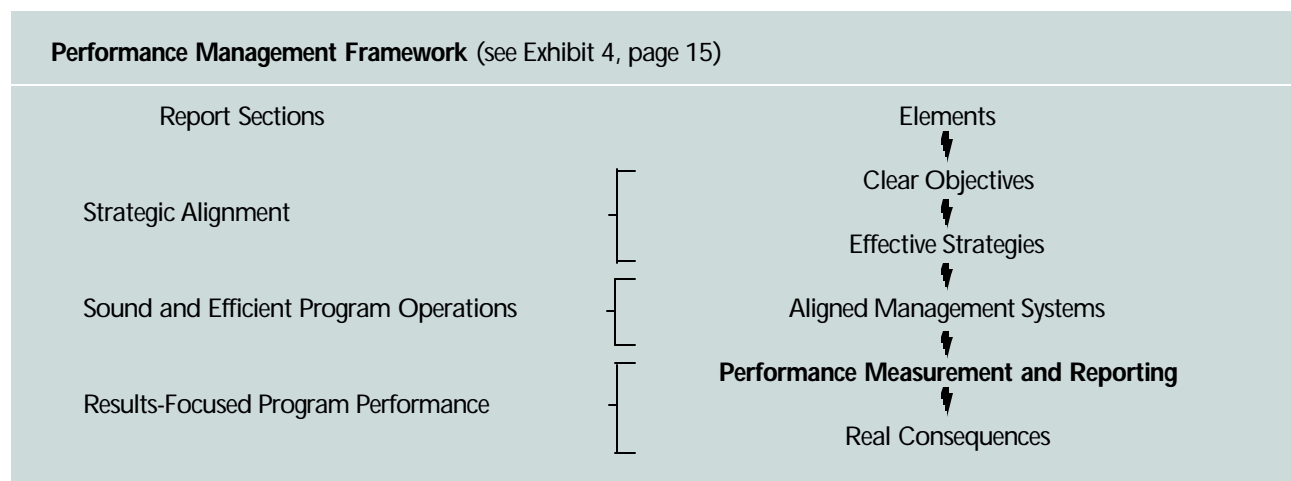 Performance Management Framework (see Exhibit 4, page 15)
Report Sections
Elements
Clear Objectives
Strategic Alignment
Effective Strategies
Sound and Efficient Program Operations
Aligned Management Systems
Performance Measurement and Reporting
Results-Focused Program Performance
Real Consequences